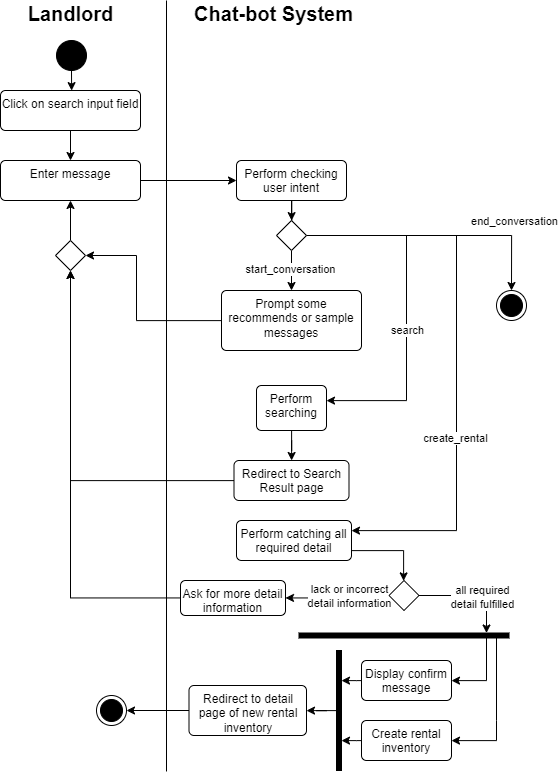 Landlord
Chat-bot System
Click on search input field
Enter message
Perform checking
user intent
end_conversation
start_conversation
Prompt some
recommends or sample
messages
search
Perform
searching
create_rental
Redirect to Search
Result page
Perform catching all
required detail
Ask for more detail
information
lack or incorrect
detail information
all required
detail fulfilled
Display confirm
message
Redirect to detail
page of new rental
inventory
Create rental
inventory